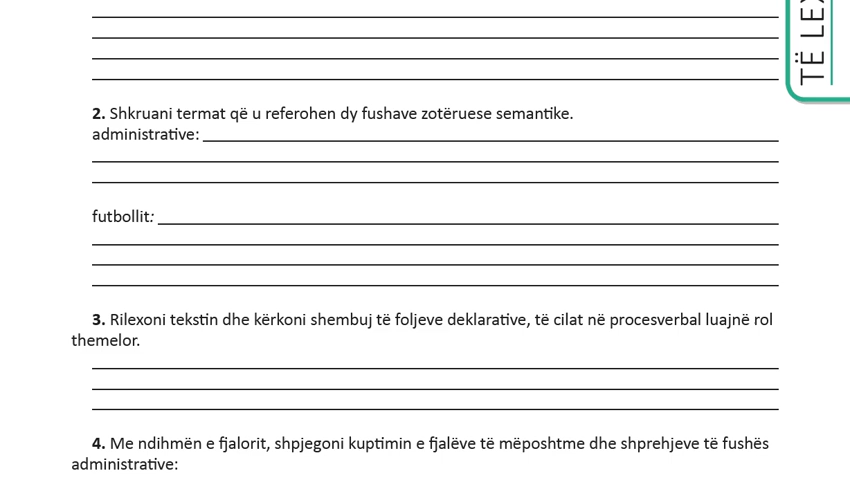 TË LEX
2. Shkruani termat që u referohen dy fushave zotëruese semantike.
administrative:
futbollit:
3. Rilexoni tekstin dhe kërkoni shembuj të foljeve deklarative, të cilat në procesverbal luajnë rol
themelor.
4. Me ndihmën e fjalorit, shpjegoni kuptimin e fjalëve të mëposhtme dhe shprehjeve të fushës
administrative: